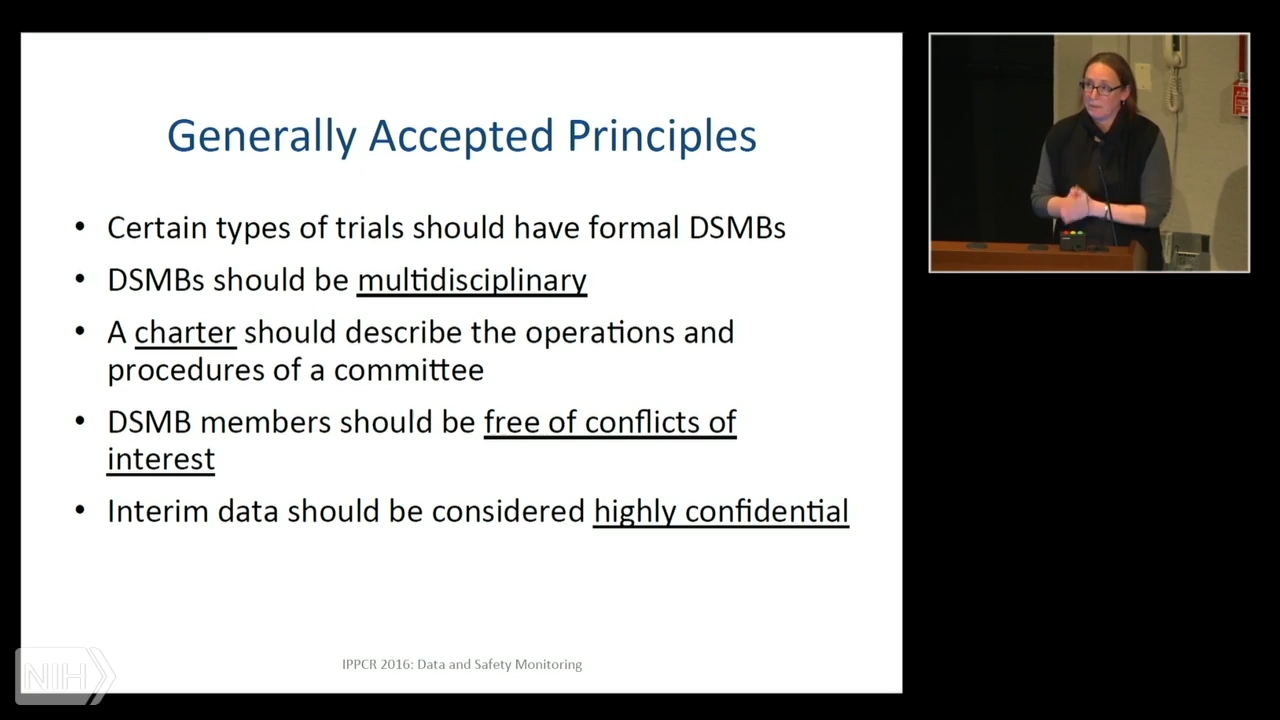 Generally Accepted Principles
• Certain types of trials should have formal DSMBs
• DSMBs should be multidisciplinary
• A charter should describe the operations and
procedures of a committee
• DSMB members should be free of conflicts of
interest
• Interim data should be considered highly confidential
IPPCR 2016: Data and Safety Monitoring
NIH